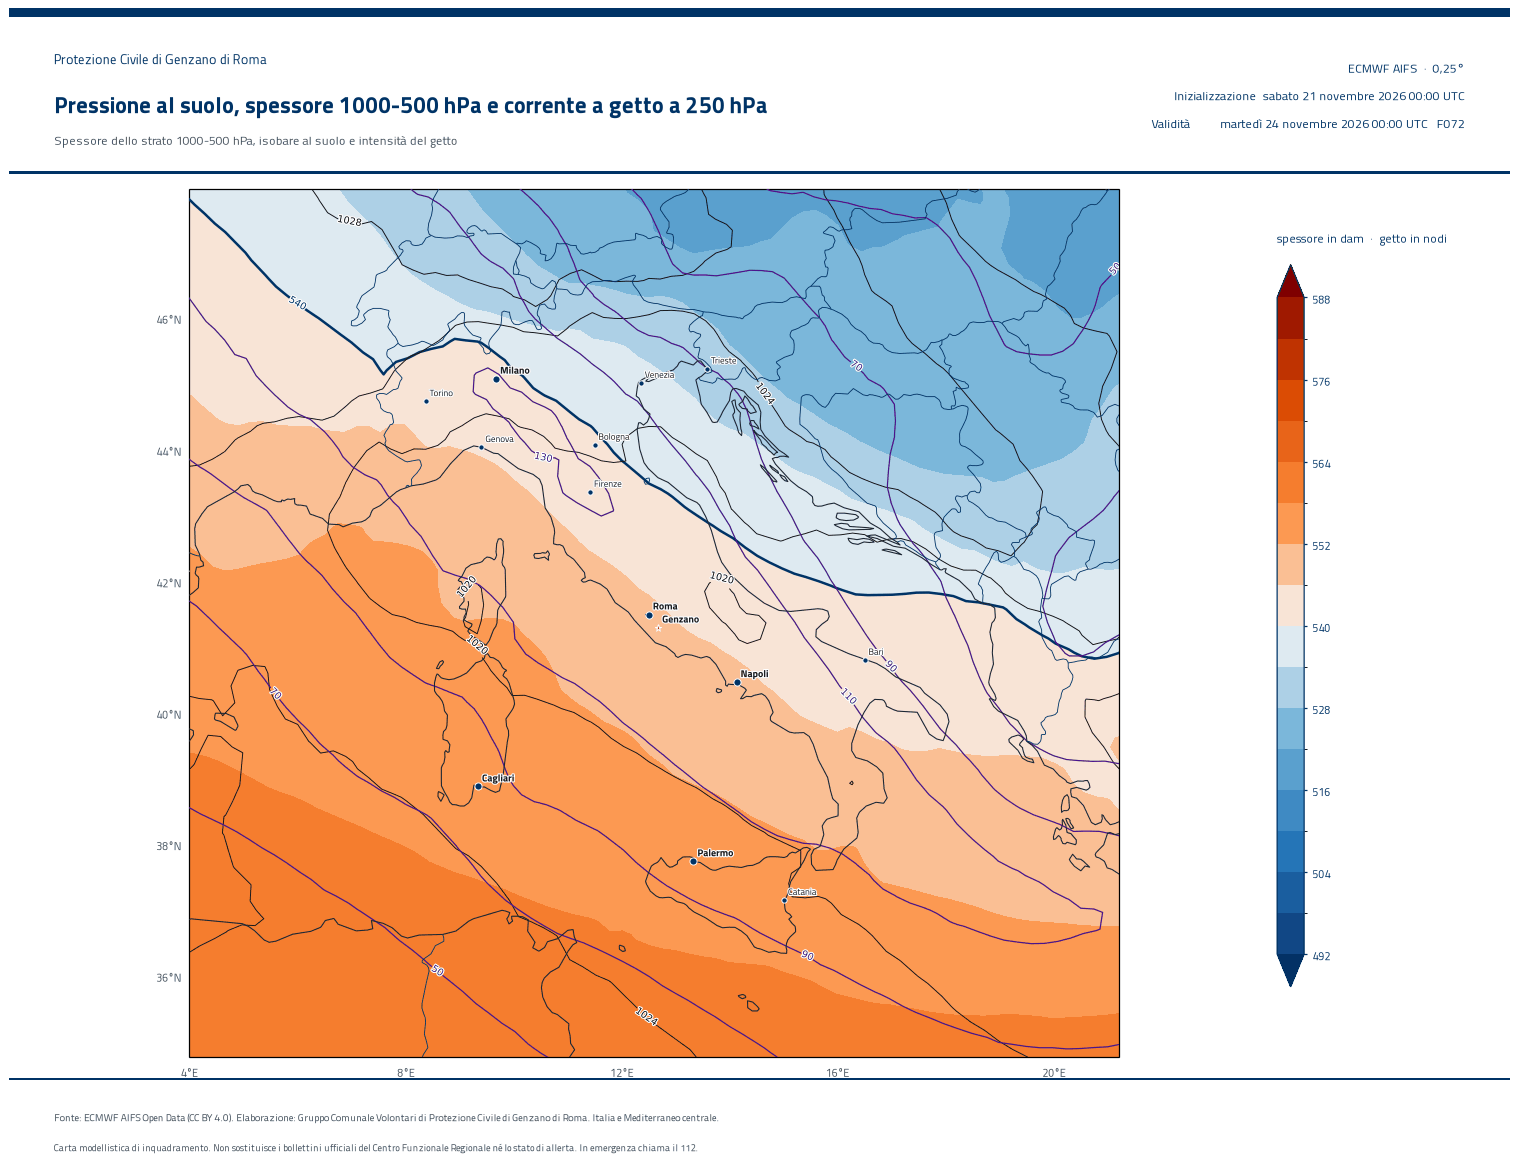 Protezione Civile di Genzano di Roma
Pressione al suolo, spessore 1000-500 hPa e corrente a getto a 250 hPa
Spessore dello strato 1000-500 hPa, isobare al suolo e intensità del getto
ECMWF AIFS · 0,25°
Inizializzazione sabato 21 novembre 2026 00:00 UTC
Validità martedì 24 novembre 2026 00:00 UTC F072
spessore in dam · getto in nodi
588
576
564
552
540
528
516
504
492
46°N
44°N
42°N
40°N
38°N
36°N
4°E
8°E
12°E
16°E
20°E
1028
50
540
Trieste
70
Milano
Venezia
1024
Torino
Bologna
Genova
130
Firenze
1020
1020
Roma
Genzano
1020
Bari
90
Napoli
70
110
Cagliari
Palermo
Catania
90
50
1024
Fonte: ECMWF AIFS Open Data (CC BY 4.0). Elaborazione: Gruppo Comunale Volontari di Protezione Civile di Genzano di Roma. Italia e Mediterraneo centrale.
Carta modellistica di inquadramento. Non sostituisce i bollettini ufficiali del Centro Funzionale Regionale né lo stato di allerta. In emergenza chiama il 112.